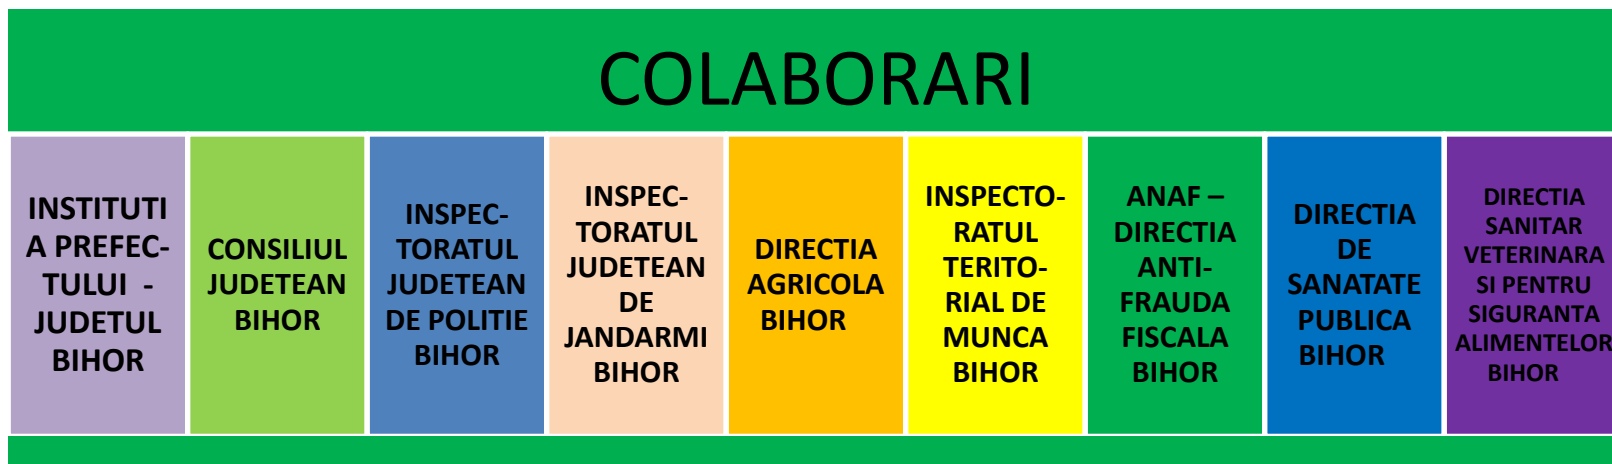 COLABORARI
INSTITUTI
A PREFEC-
TULUI -
JUDETUL
BIHOR
CONSILIUL
JUDETEAN
BIHOR
INSPEC-
TORATUL
JUDETEAN
DE POLITIE
BIHOR
INSPEC-
TORATUL
JUDETEAN
DE
JANDARMI
BIHOR
DIRECTIA
AGRICOLA
BIHOR
INSPECTO-
RATUL
TERITO-
RIAL DE
MUNCA
BIHOR
ANAF –
DIRECTIA
ANTI-
FRAUDA
FISCALA
BIHOR
DIRECTIA
DE
SANATATE
PUBLICA
BIHOR
DIRECTIA
SANITAR
VETERINARA
SI PENTRU
SIGURANTA
ALIMENTELOR
BIHOR